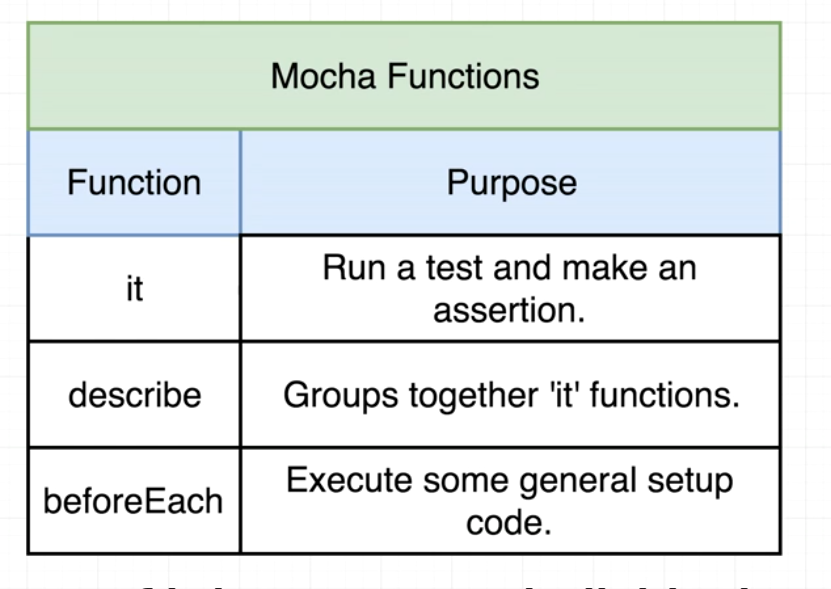 Mocha Functions
Function
Purpose
it
Run a test and make an
assertion.
describe
Groups together 'it' functions.
beforeEach
Execute some general setup
code.